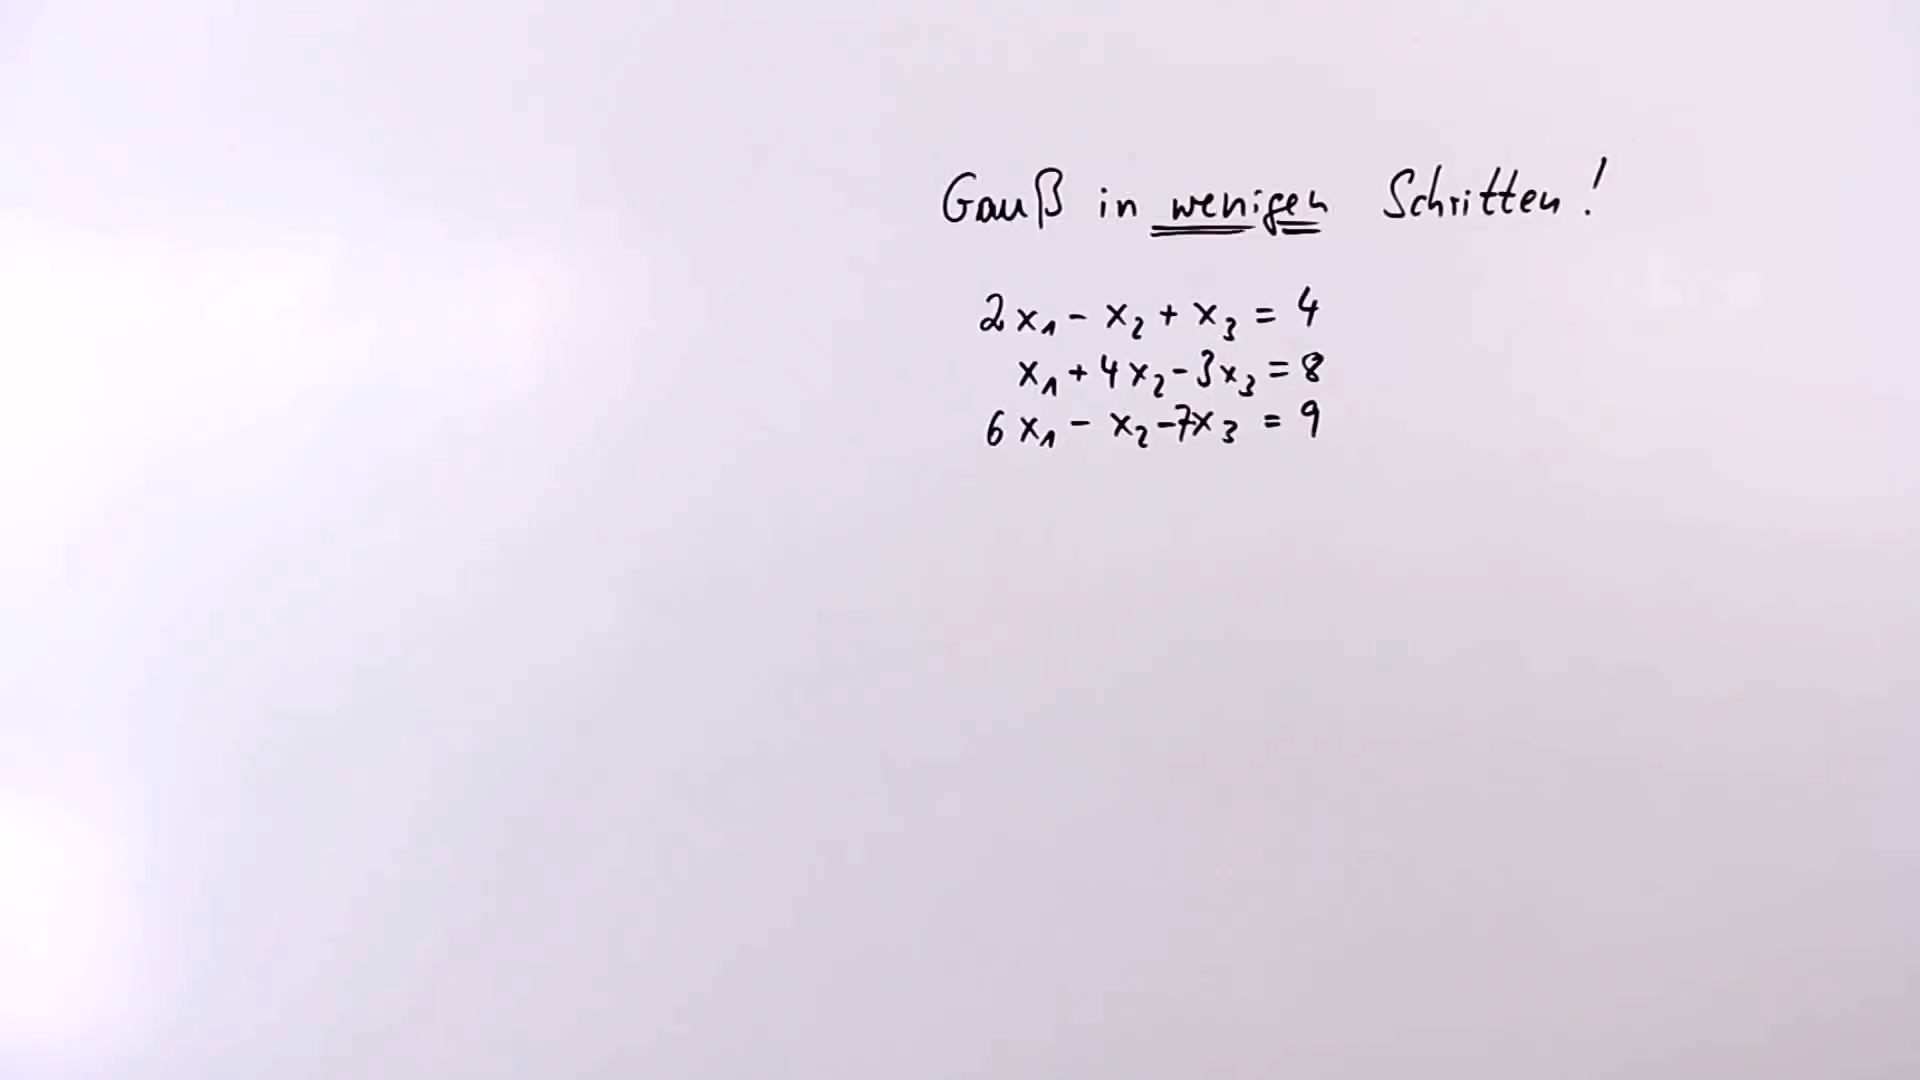 Gauß in wenigen Schritten!
2x₁ - x₂ + x₃ = 4
x₁ + 4x₂ - 3x₃ = 8
6x₁ - x₂ - 7x₃ = 9